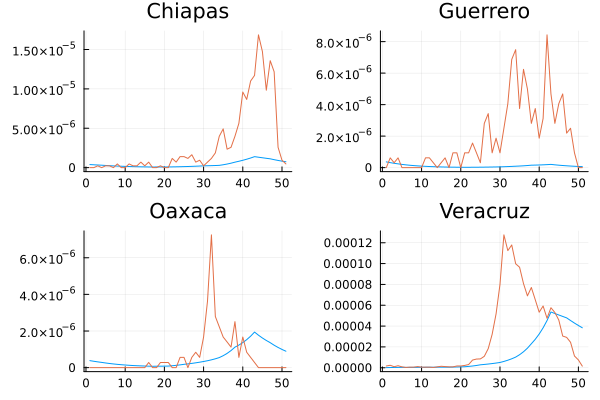 Chiapas
1.50×10⁻⁵
1.00×10⁻⁵
5.00×10⁻⁶
0
0 10 20 30 40 50
Guerrero
8.0×10⁻⁶
6.0×10⁻⁶
4.0×10⁻⁶
2.0×10⁻⁶
0
0 10 20 30 40 50
Oaxaca
6.0×10⁻⁶
4.0×10⁻⁶
2.0×10⁻⁶
0
0 10 20 30 40 50
Veracruz
0.00012
0.00010
0.00008
0.00006
0.00004
0.00002
0.00000
0 10 20 30 40 50